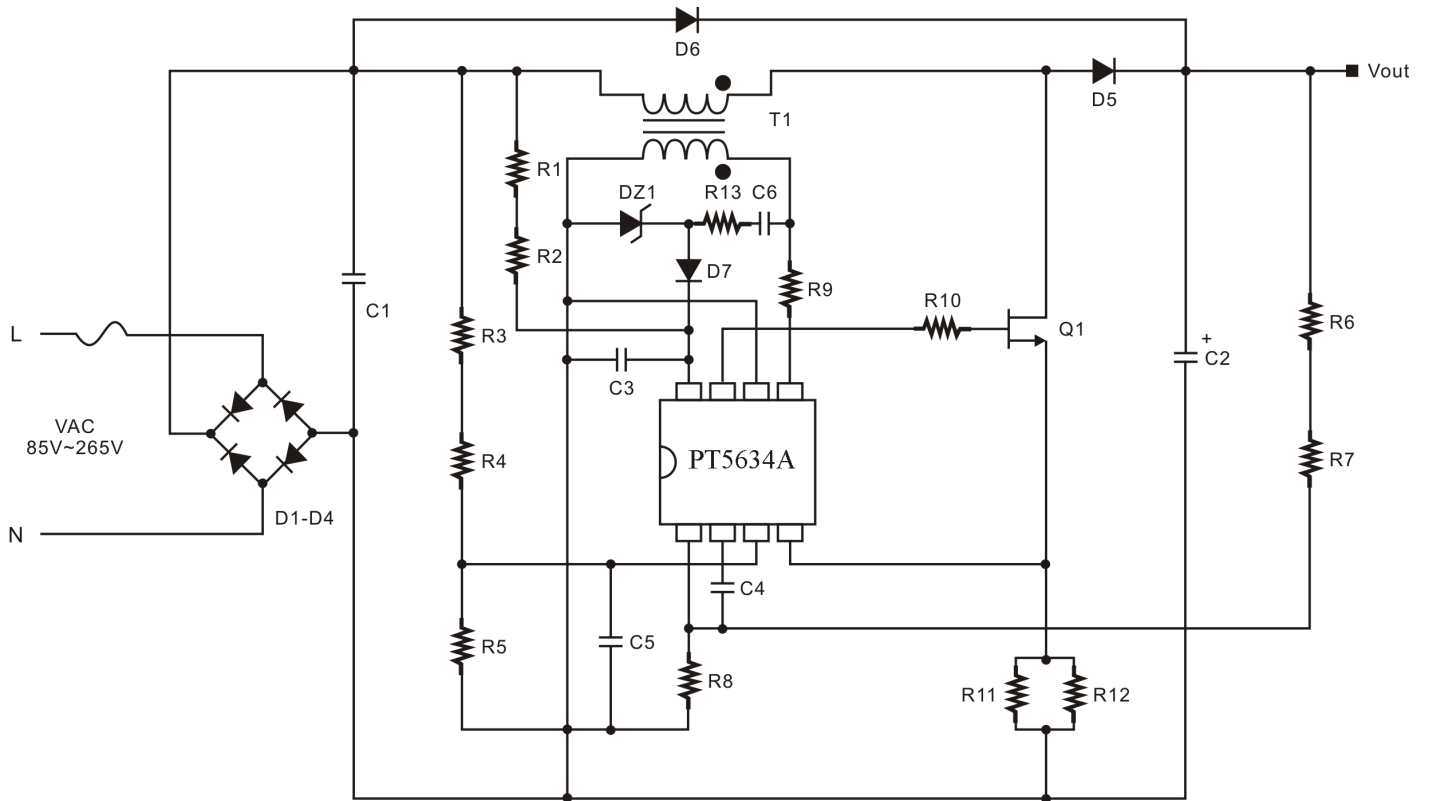 D6
Vout
D5
T1
R1
DZ1
R13
C6
R2
D7
R9
C1
R10
L
R3
Q1
R6
+
C2
C3
VAC
85V~265V
R4
PT5634A
R7
D1-D4
N
C4
R5
C5
R8
R11
R12